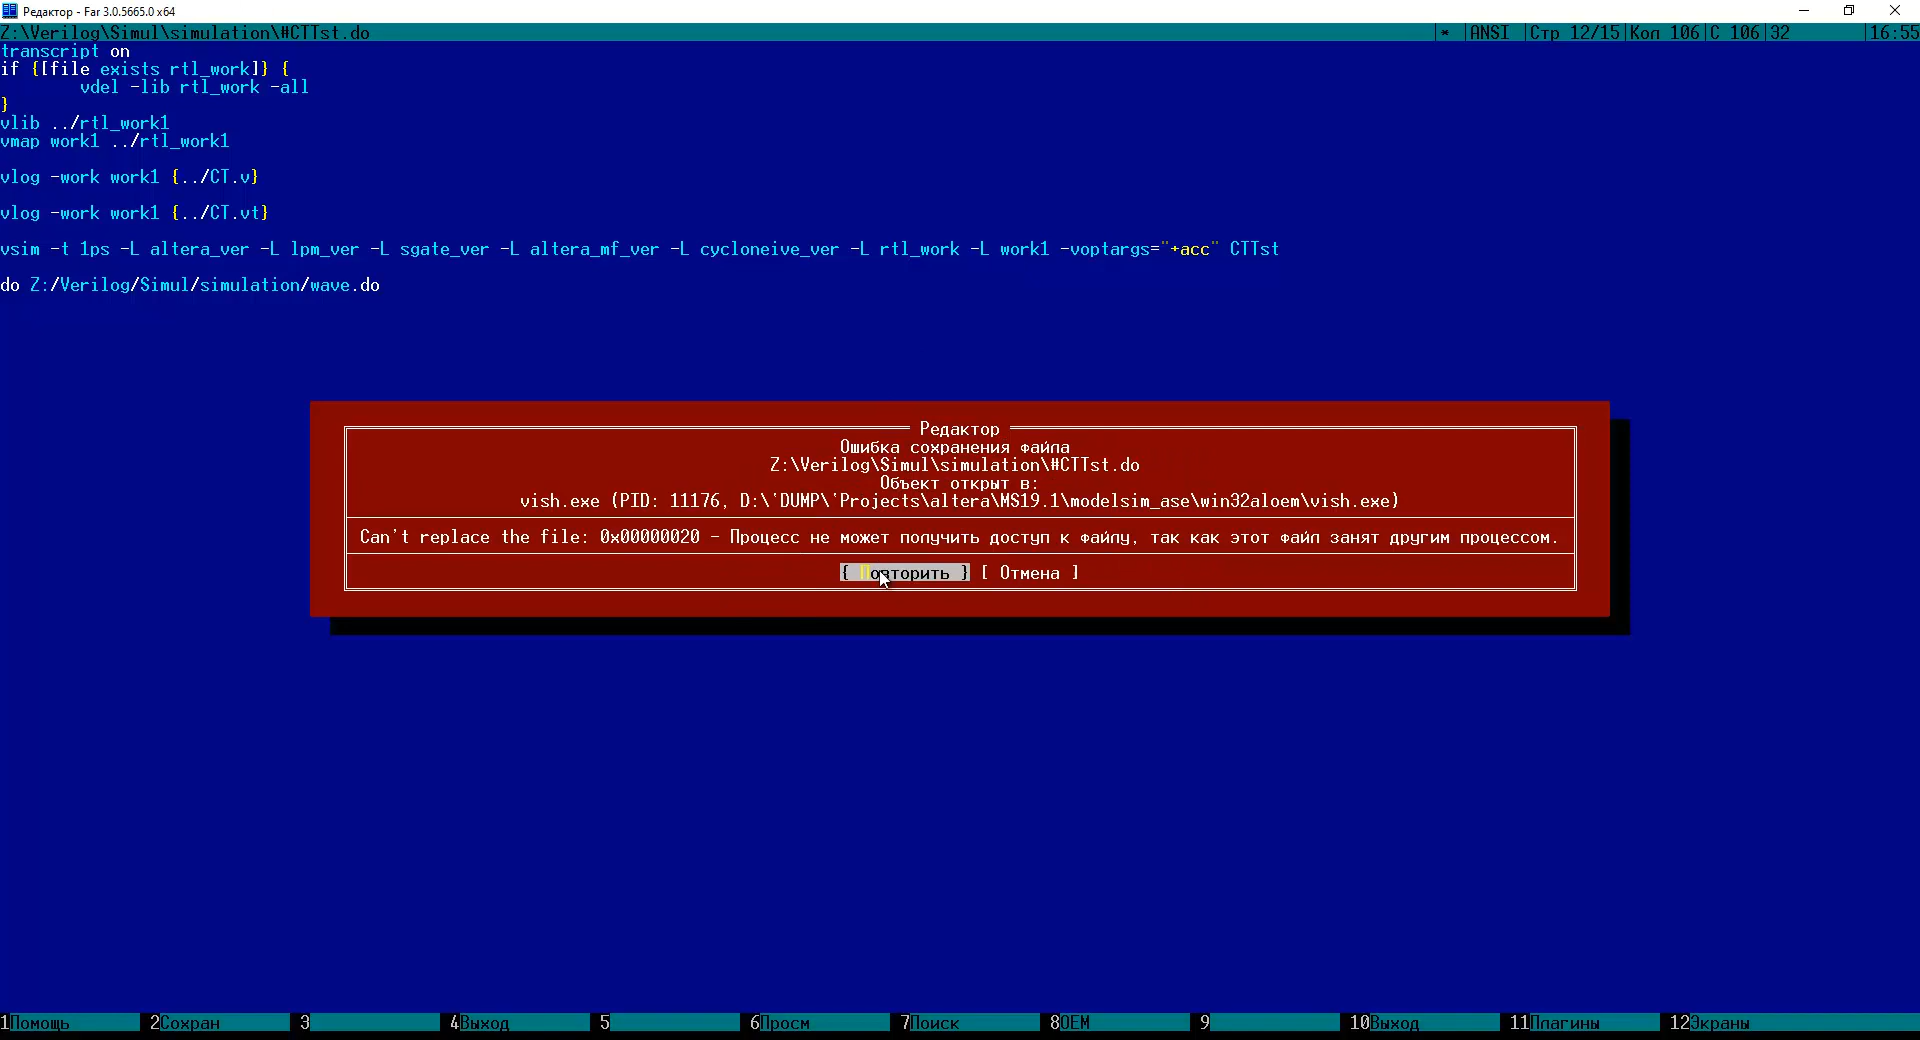 Редактор - Far 3.0.5665.0 x64
Z:\Verilog\Simul\simulation\#CTTst.do * ANSI Стр 12/15 Кол 106 С 106 32 16:55
transcript on
if {[file exists rtl_work]} {
vdel -lib rtl_work -all
}
vlib ../rtl_work1
vmap work1 ../rtl_work1
vlog -work work1 {../CT.v}
vlog -work work1 {../CT.vt}
vsim -t 1ps -L altera_ver -L lpm_ver -L sgate_ver -L altera_mf_ver -L cycloneive_ver -L rtl_work -L work1 -voptargs="+acc" CTTst
do Z:/Verilog/Simul/simulation/wave.do
Редактор
Ошибка сохранения файла
Z:\Verilog\Simul\simulation\#CTTst.do
Объект открыт в:
vish.exe (PID: 11176, D:\'DUMP\'Projects\altera\MS19.1\modelsim_ase\win32aloem\vish.exe)
Can't replace the file: 0x00000020 - Процесс не может получить доступ к файлу, так как этот файл занят другим процессом.
{ Повторить } [ Отмена ]
1Помощь 2Сохран 3 4Выход 5 6Просм 7Поиск 8OEM 9 10Выход 11Плагины 12Экраны